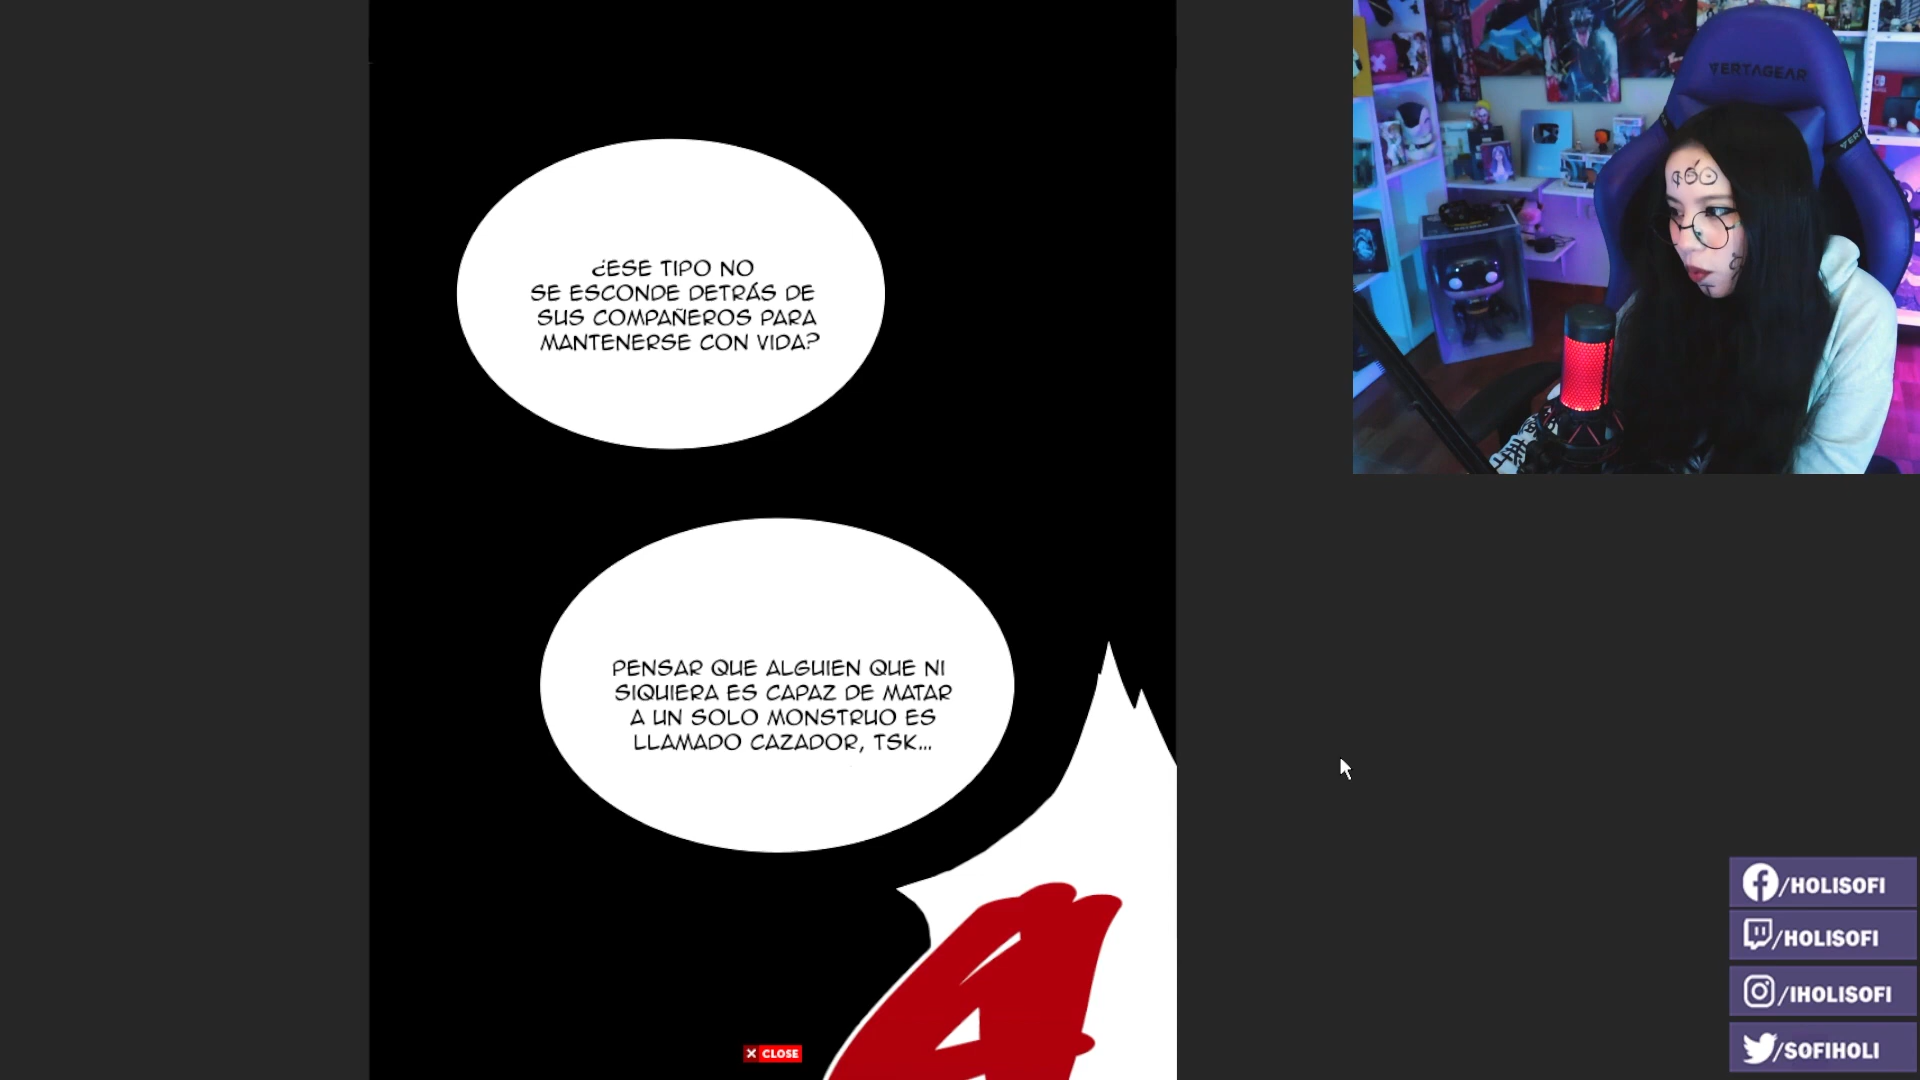 ¿ESE TIPO NO
SE ESCONDE DETRÁS DE
SUS COMPAÑEROS PARA
MANTENERSE CON VIDA?
PENSAR QUE ALGUIEN QUE NI
SIQUIERA ES CAPAZ DE MATAR
A UN SOLO MONSTRUO ES
LLAMADO CAZADOR, TSK...
A
X CLOSE
VERTAGEAR
/HOLISOFI
/HOLISOFI
/IHOLISOFI
/SOFIHOLI